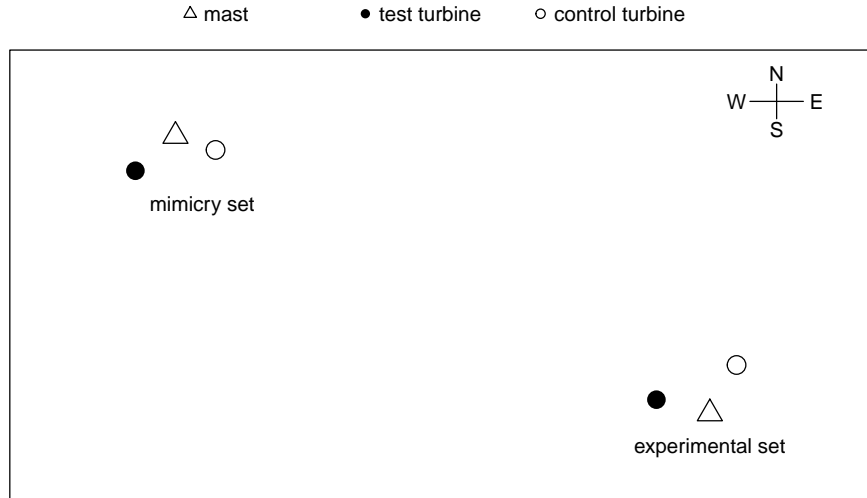 mast test turbine control turbine
N
W E
S
mimicry set
experimental set